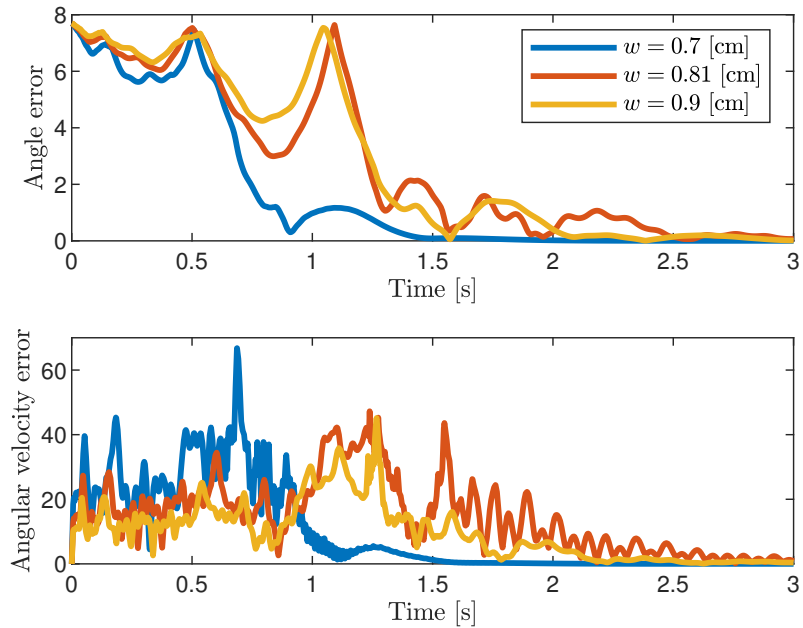 8
6
4
2
0
Angle error
w = 0.7 [cm]
w = 0.81 [cm]
w = 0.9 [cm]
0 0.5 1 1.5 2 2.5 3
Time [s]
60
40
20
0
Angular velocity error
0 0.5 1 1.5 2 2.5 3
Time [s]